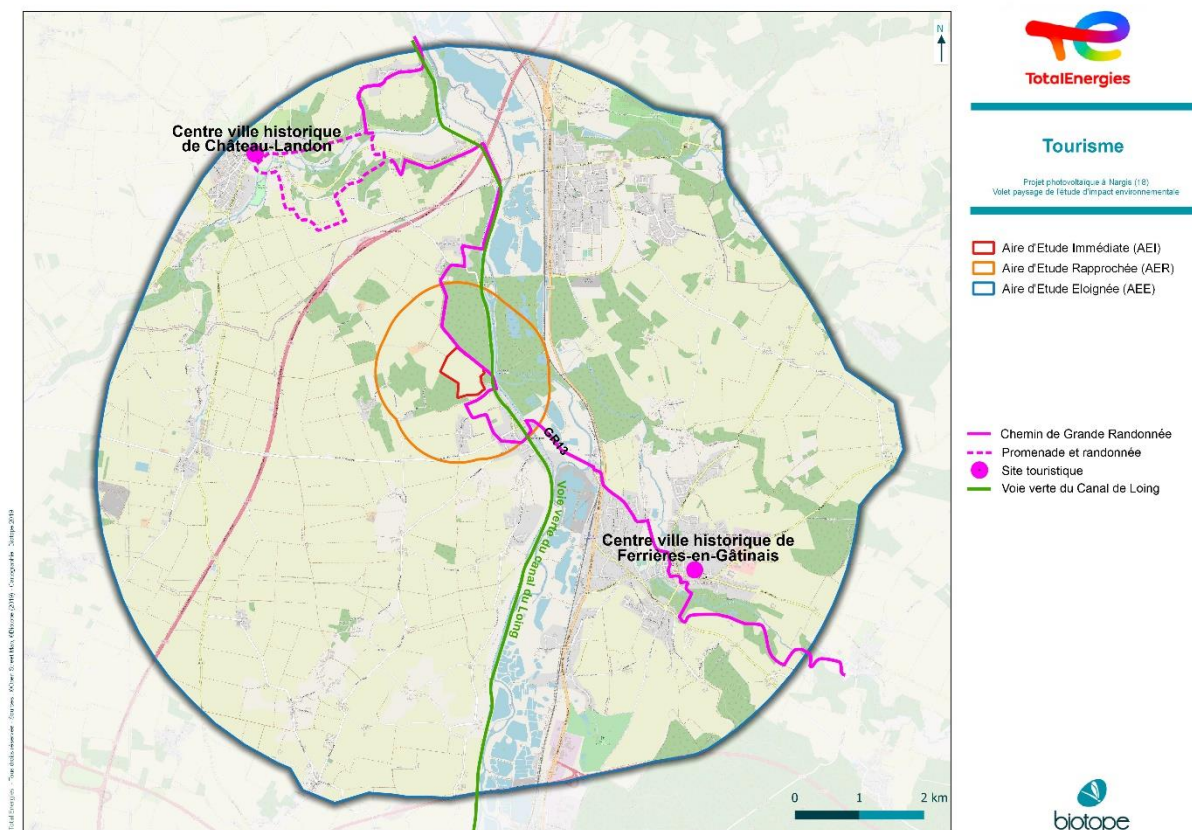 N
Centre ville historique
de Château-Landon
GR13
Voie verte du canal du Loing
Centre ville historique de
Ferrières-en-Gâtinais
0 1 2 km
TotalEnergies
Tourisme
Projet photovoltaïque à Nargis (18)
Volet paysage de l'étude d'impact environnementale
Aire d'Etude Immédiate (AEI)
Aire d'Etude Rapprochée (AER)
Aire d'Etude Eloignée (AEE)
Chemin de Grande Randonnée
Promenade et randonnée
Site touristique
Voie verte du Canal de Loing
biotope